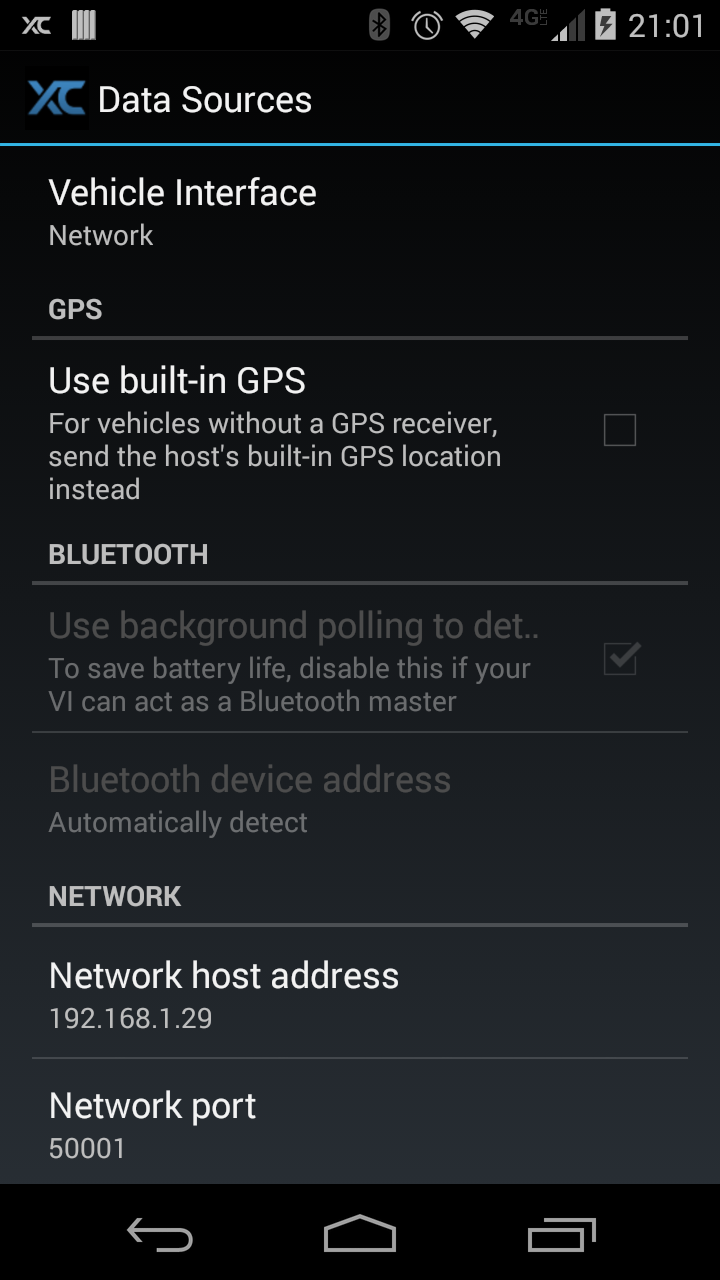 XC 4G LTE 21:01
XC Data Sources
Vehicle Interface
Network
GPS
Use built-in GPS
For vehicles without a GPS receiver,
send the host's built-in GPS location
instead
BLUETOOTH
Use background polling to det..
To save battery life, disable this if your
VI can act as a Bluetooth master
Bluetooth device address
Automatically detect
NETWORK
Network host address
192.168.1.29
Network port
50001